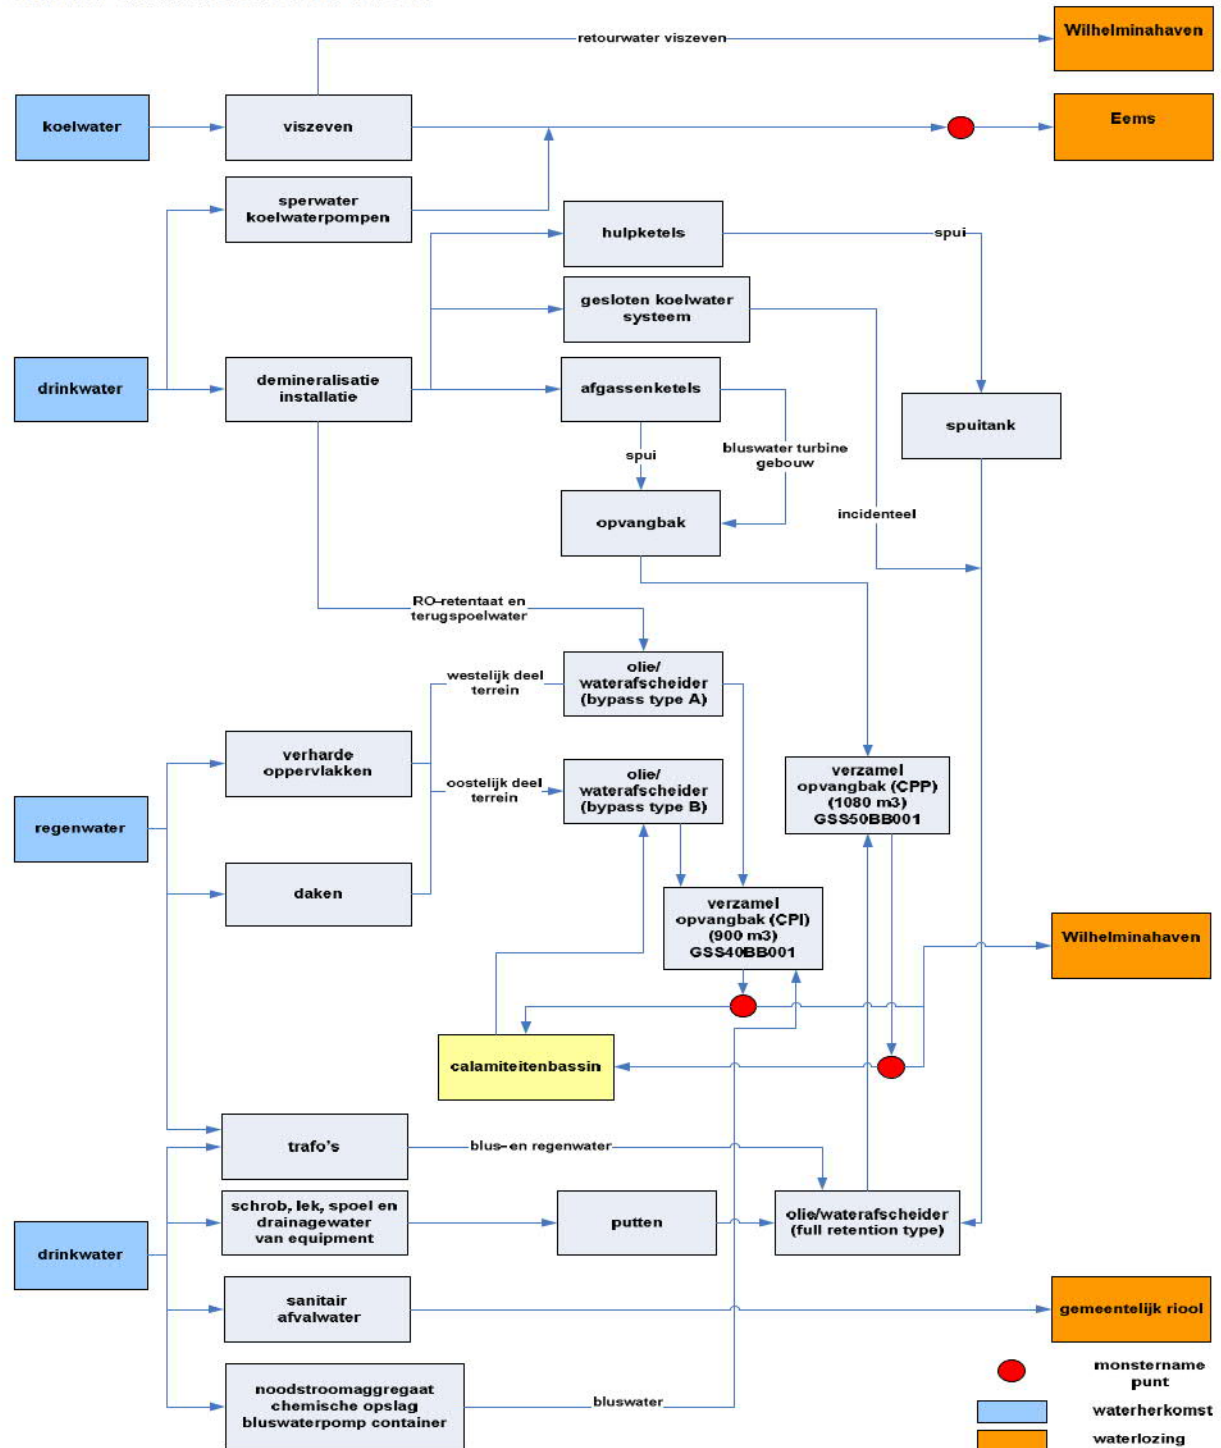 retourwater viszeven
Wilhelminahaven
koelwater
viszeven
Eems
sperwater
koelwaterpompen
hulpketels
spui
gesloten koelwater
systeem
drinkwater
demineralisatie
installatie
afgassenketels
spuitank
spui
bluswater turbine
gebouw
opvangbak
incidenteel
RO-retentaat en
terugspoelwater
westelijk deel
terrein
olie/
waterafscheider
(bypass type A)
verharde
oppervlakken
oostelijk deel
terrein
olie/
waterafscheider
(bypass type B)
verzamel
opvangbak (CPP)
(1080 m3)
GSS50BB001
regenwater
daken
verzamel
opvangbak (CPI)
(900 m3)
GSS40BB001
Wilhelminahaven
calamiteitenbassin
trafo's
blus-en regenwater
schrob, lek, spoel en
drainagewater
van equipment
putten
olie/waterafscheider
(full retention type)
drinkwater
sanitair
afvalwater
gemeentelijk riool
noodstroomaggregaat
chemische opslag
bluswaterpomp container
bluswater
monstername
punt
waterherkomst
waterlozing